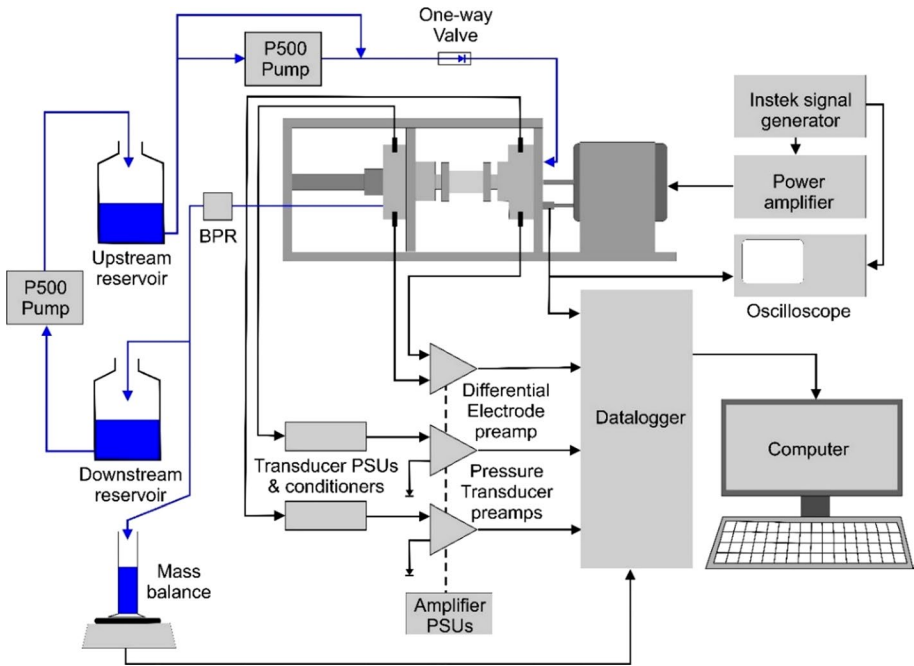 One-way
Valve
P500
Pump
Instek signal
generator
Power
amplifier
BPR
Upstream
reservoir
P500
Pump
Oscilloscope
Differential
Electrode
preamp
Datalogger
Computer
Downstream
reservoir
Transducer PSUs
& conditioners
Pressure
Transducer
preamps
Mass
balance
Amplifier
PSUs